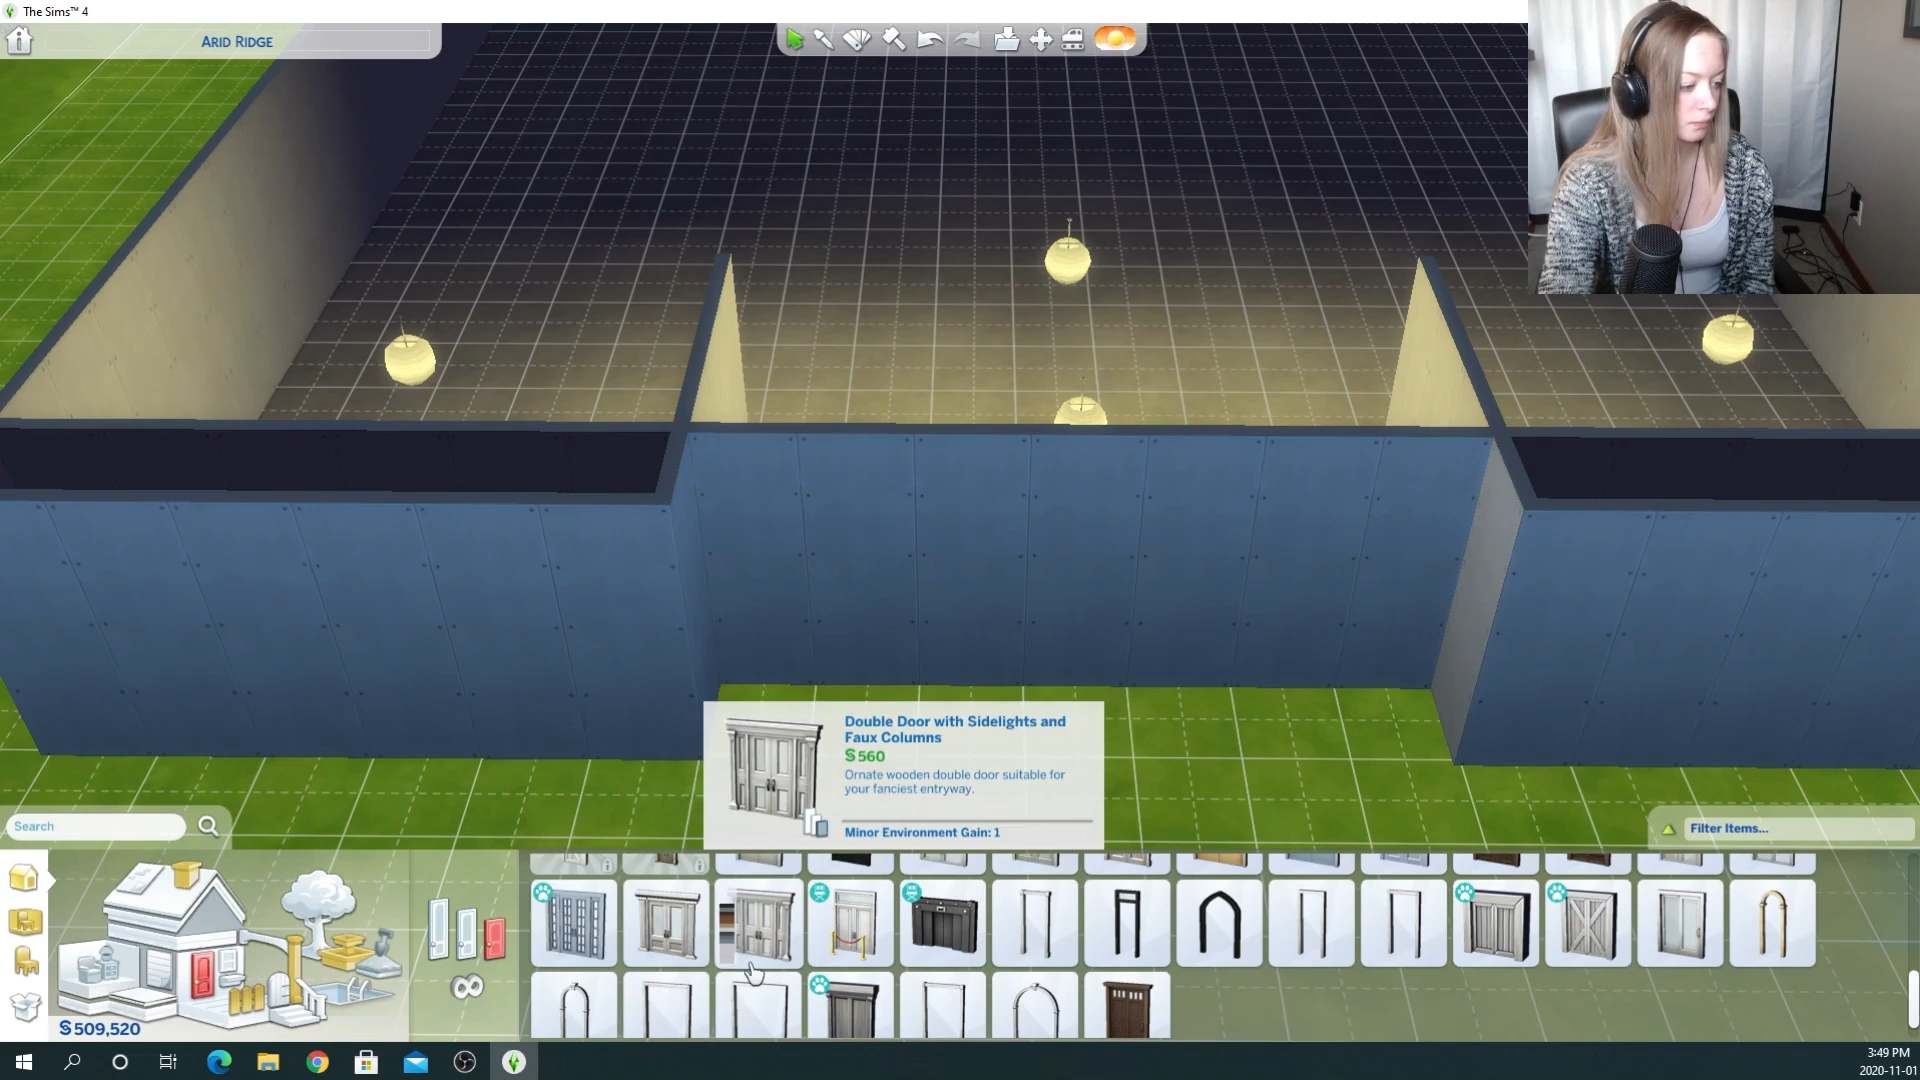 The Sims™ 4
ARID RIDGE
Double Door with Sidelights and
Faux Columns
§560
Ornate wooden double door suitable for
your fanciest entryway.
Minor Environment Gain: 1
Search
Filter Items...
§509,520
3:49 PM
2020-11-01